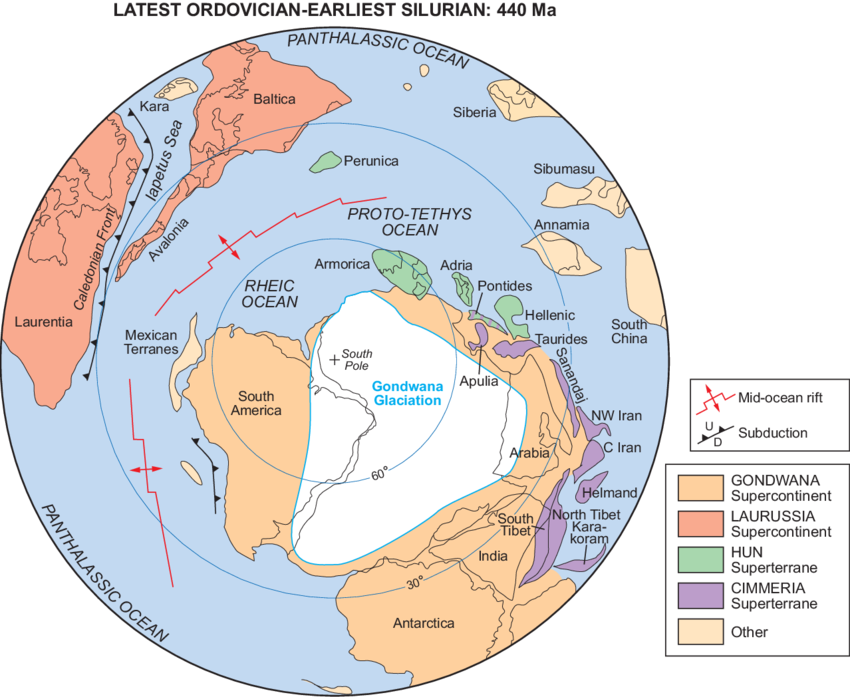 LATEST ORDOVICIAN-EARLIEST SILURIAN: 440 Ma
PANTHALASSIC OCEAN
Kara
Baltica
Siberia
Iapetus Sea
Perunica
Sibumasu
Avalonia
PROTO-TETHYS
OCEAN
Annamia
Caledonian Front
Armorica
Adria
RHEIC
OCEAN
Pontides
Hellenic
Laurentia
Mexican
Terranes
South
China
Taurides
South
Pole
Sanandaj
Apulia
Gondwana
Glaciation
South
America
NW Iran
Arabia
C Iran
60°
Helmand
South
Tibet
North Tibet
Kara-
koram
India
30°
PANTHALASSIC OCEAN
Antarctica
Mid-ocean rift
U
D
Subduction
GONDWANA
Supercontinent
LAURUSSIA
Supercontinent
HUN
Superterrane
CIMMERIA
Superterrane
Other